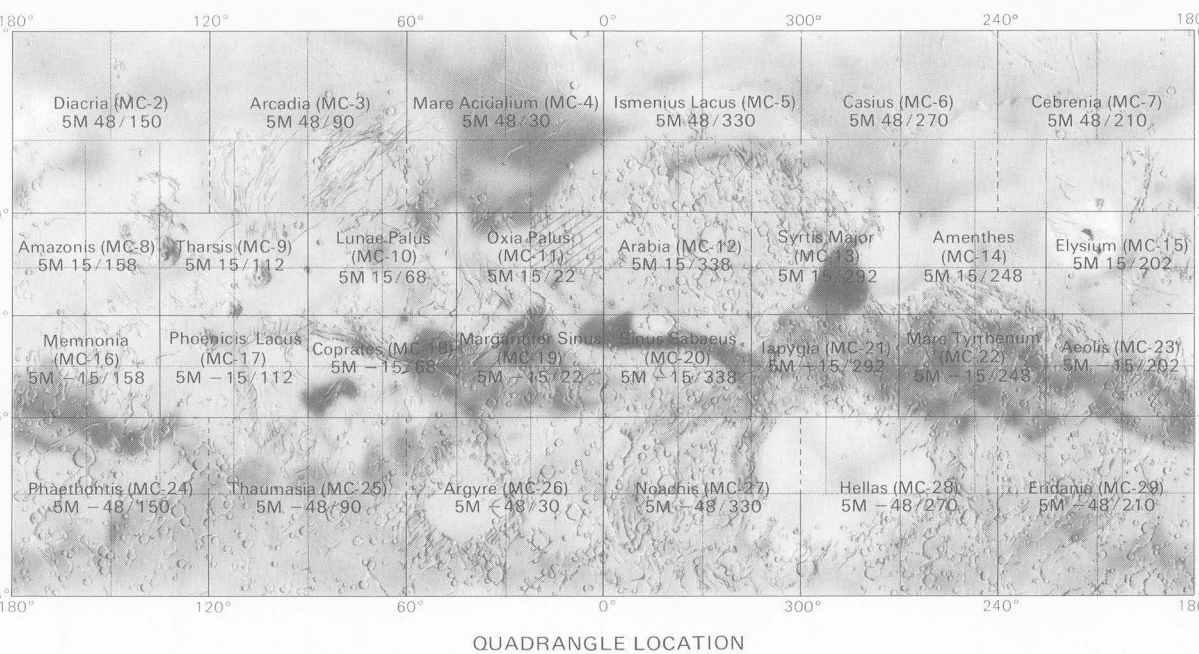 180° 120° 60° 0° 300° 240° 180
Diacria (MC-2) Arcadia (MC-3) Mare Acidalium (MC-4) Ismenius Lacus (MC-5) Casius (MC-6) Cebrenia (MC-7)
5M 48/150 5M 48/90 5M 48/30 5M 48/330 5M 48/270 5M 48/210
Amazonis (MC-8) Tharsis (MC-9) Lunae Palus Oxia Palus Arabia (MC-12) Syrtis Major Amenthes Elysium (MC-15)
(MC-10) (MC-11) (MC-13) (MC-14)
5M 15/158 5M 15/112 5M 15/68 5M 15/22 5M 15/338 5M 15/292 5M 15/248 5M 15/202
Memnonia Phoenicis Lacus Coprates (MC-18) Margaritifer Sinus Sinus Sabaeus Iapygia (MC-21) Mare Tyrrhenum Aeolis (MC-23)
(MC-16) (MC-17) (MC-19) (MC-20) (MC-22)
5M −15/158 5M −15/112 5M −15/68 5M −15/22 5M −15/338 5M −15/292 5M −15/248 5M −15/202
Phaethontis (MC-24) Thaumasia (MC-25) Argyre (MC-26) Noachis (MC-27) Hellas (MC-28) Eridania (MC-29)
5M −48/150 5M −48/90 5M −48/30 5M −48/330 5M −48/270 5M −48/210
180° 120° 60° 0° 300° 240° 180
QUADRANGLE LOCATION